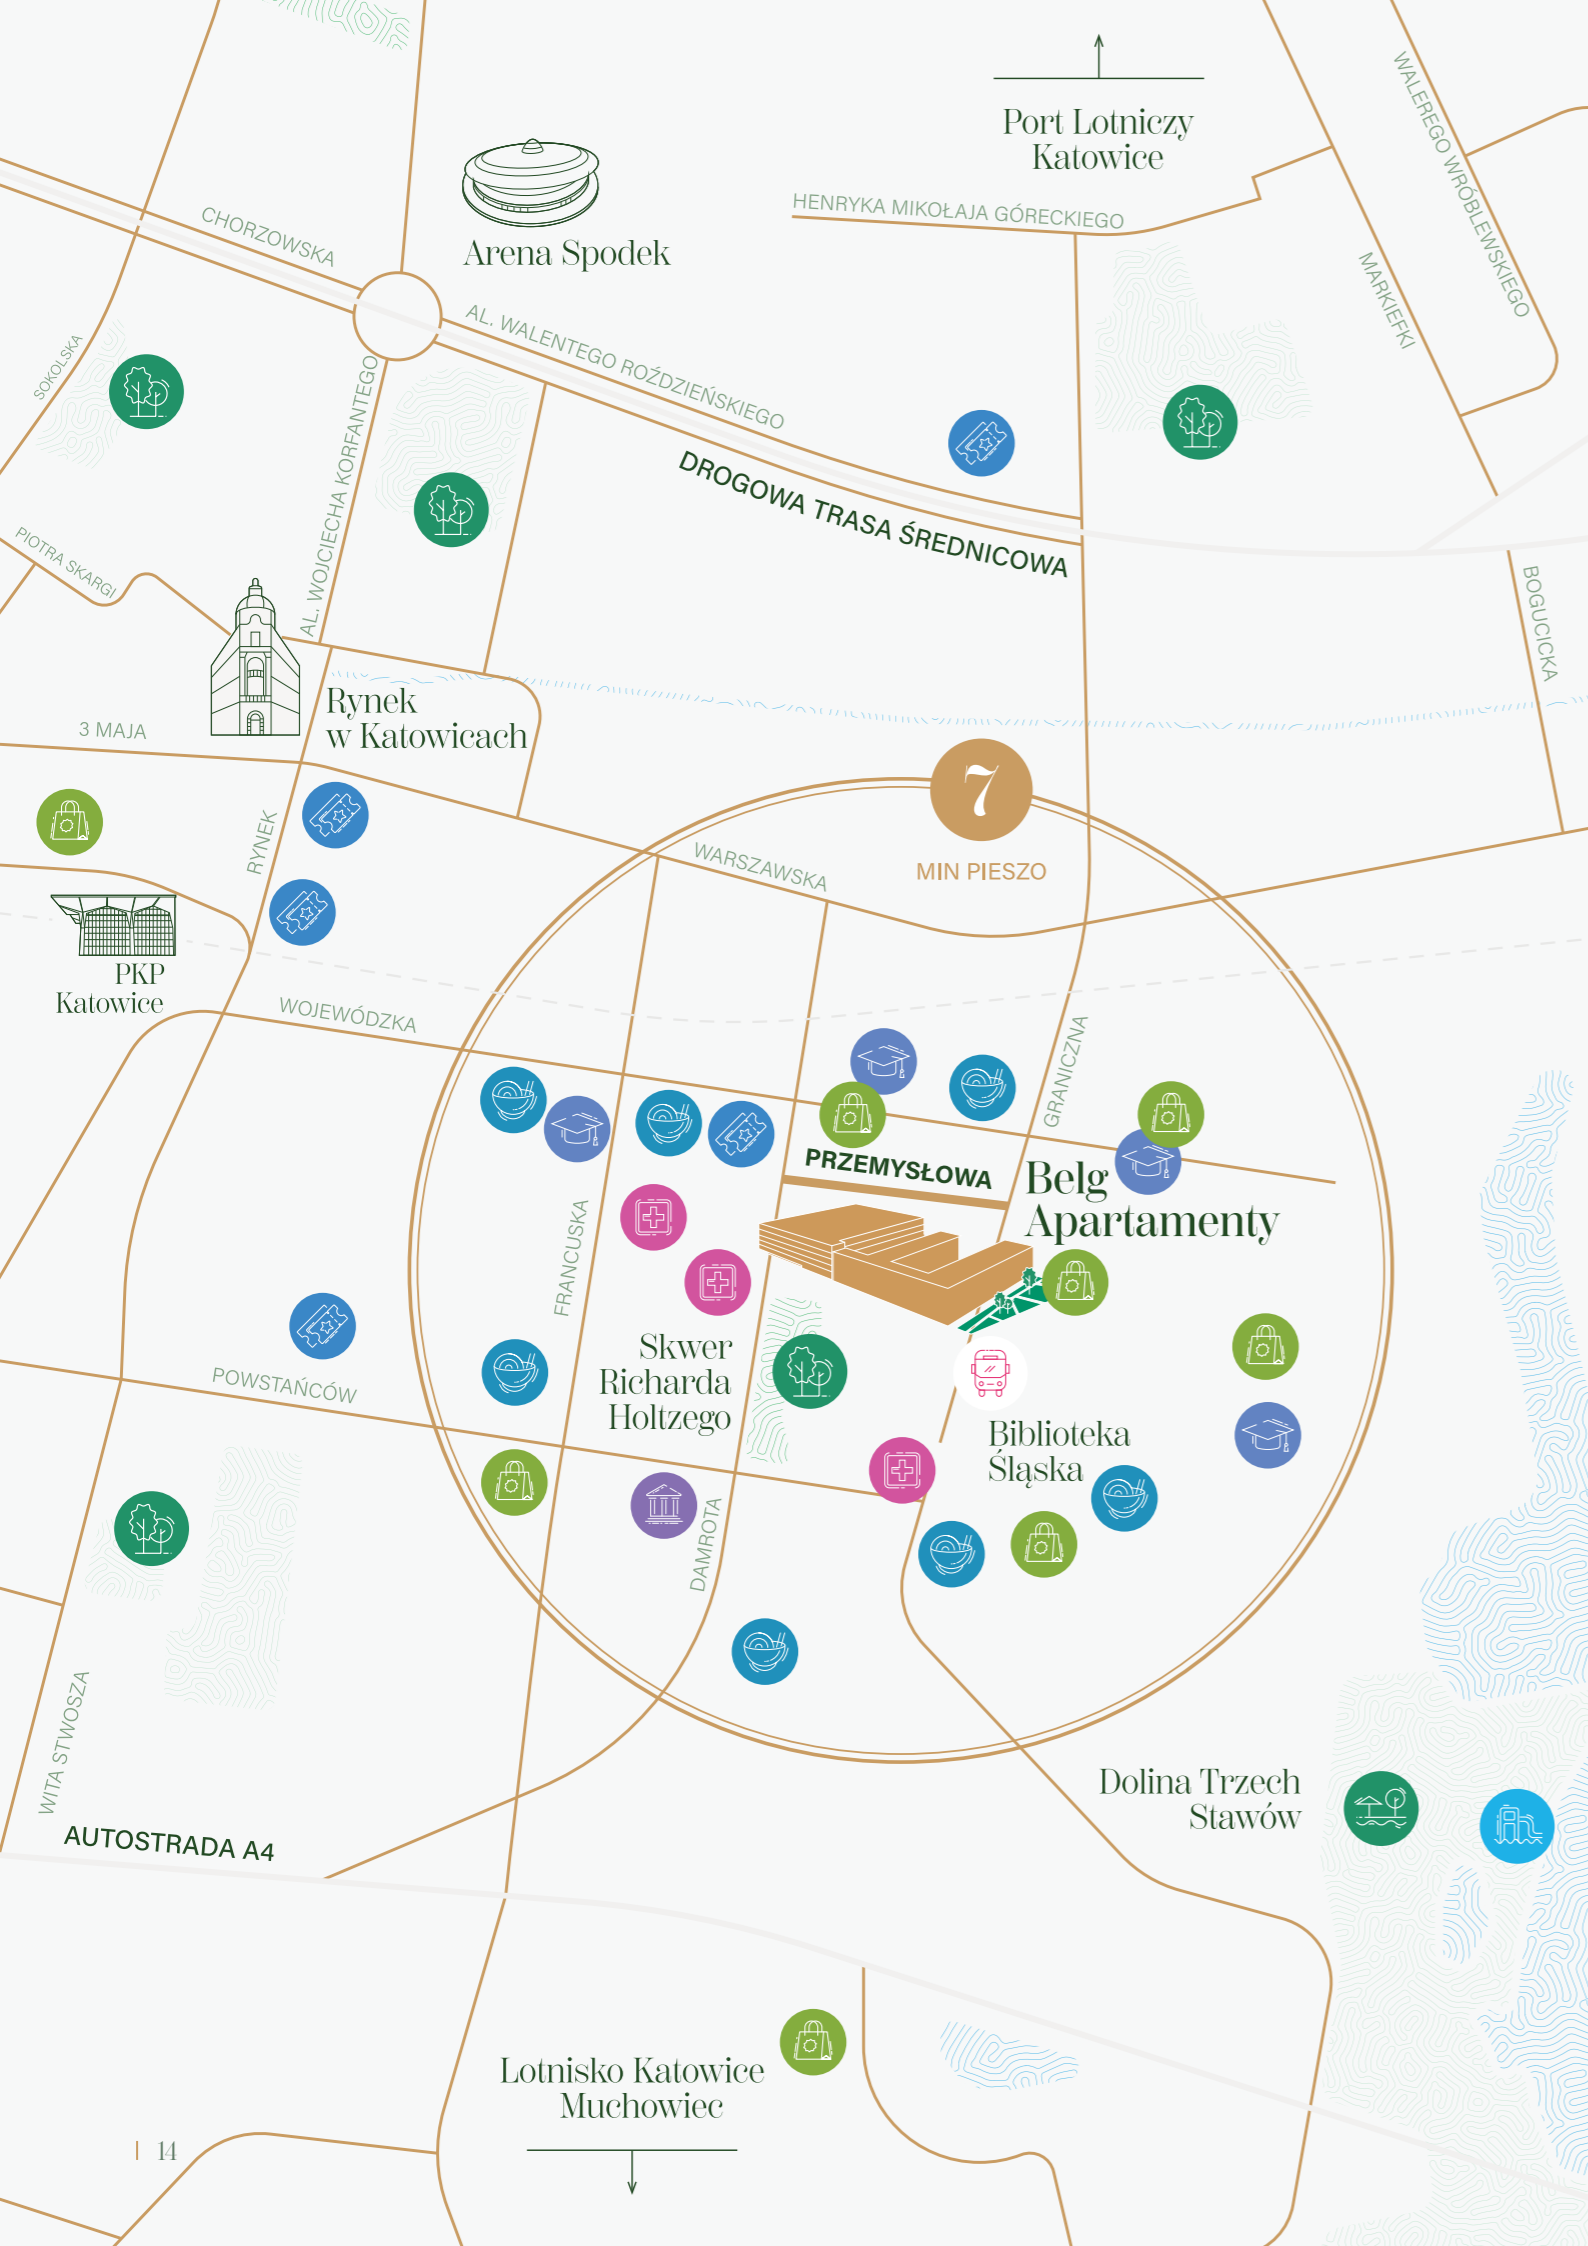 Port Lotniczy
Katowice
WALEREGO WRÓBLEWSKIEGO
HENRYKA MIKOŁAJA GÓRECKIEGO
CHORZOWSKA
Arena Spodek
MARKIEFKI
AL. WALENTEGO ROŹDZIEŃSKIEGO
SOKOLSKA
AL. WOJCIECHA KORFANTEGO
DROGOWA TRASA ŚREDNICOWA
PIOTRA SKARGI
BOGUCICKA
Rynek
w Katowicach
3 MAJA
7
MIN PIESZO
RYNEK
WARSZAWSKA
PKP
Katowice
WOJEWÓDZKA
GRANICZNA
PRZEMYSŁOWA
Belg
Apartamenty
FRANCUSKA
Skwer
Richarda
Holtzego
POWSTAŃCÓW
Biblioteka
Śląska
DAMROTA
WITA STWOSZA
Dolina Trzech
Stawów
AUTOSTRADA A4
Lotnisko Katowice
Muchowiec
14